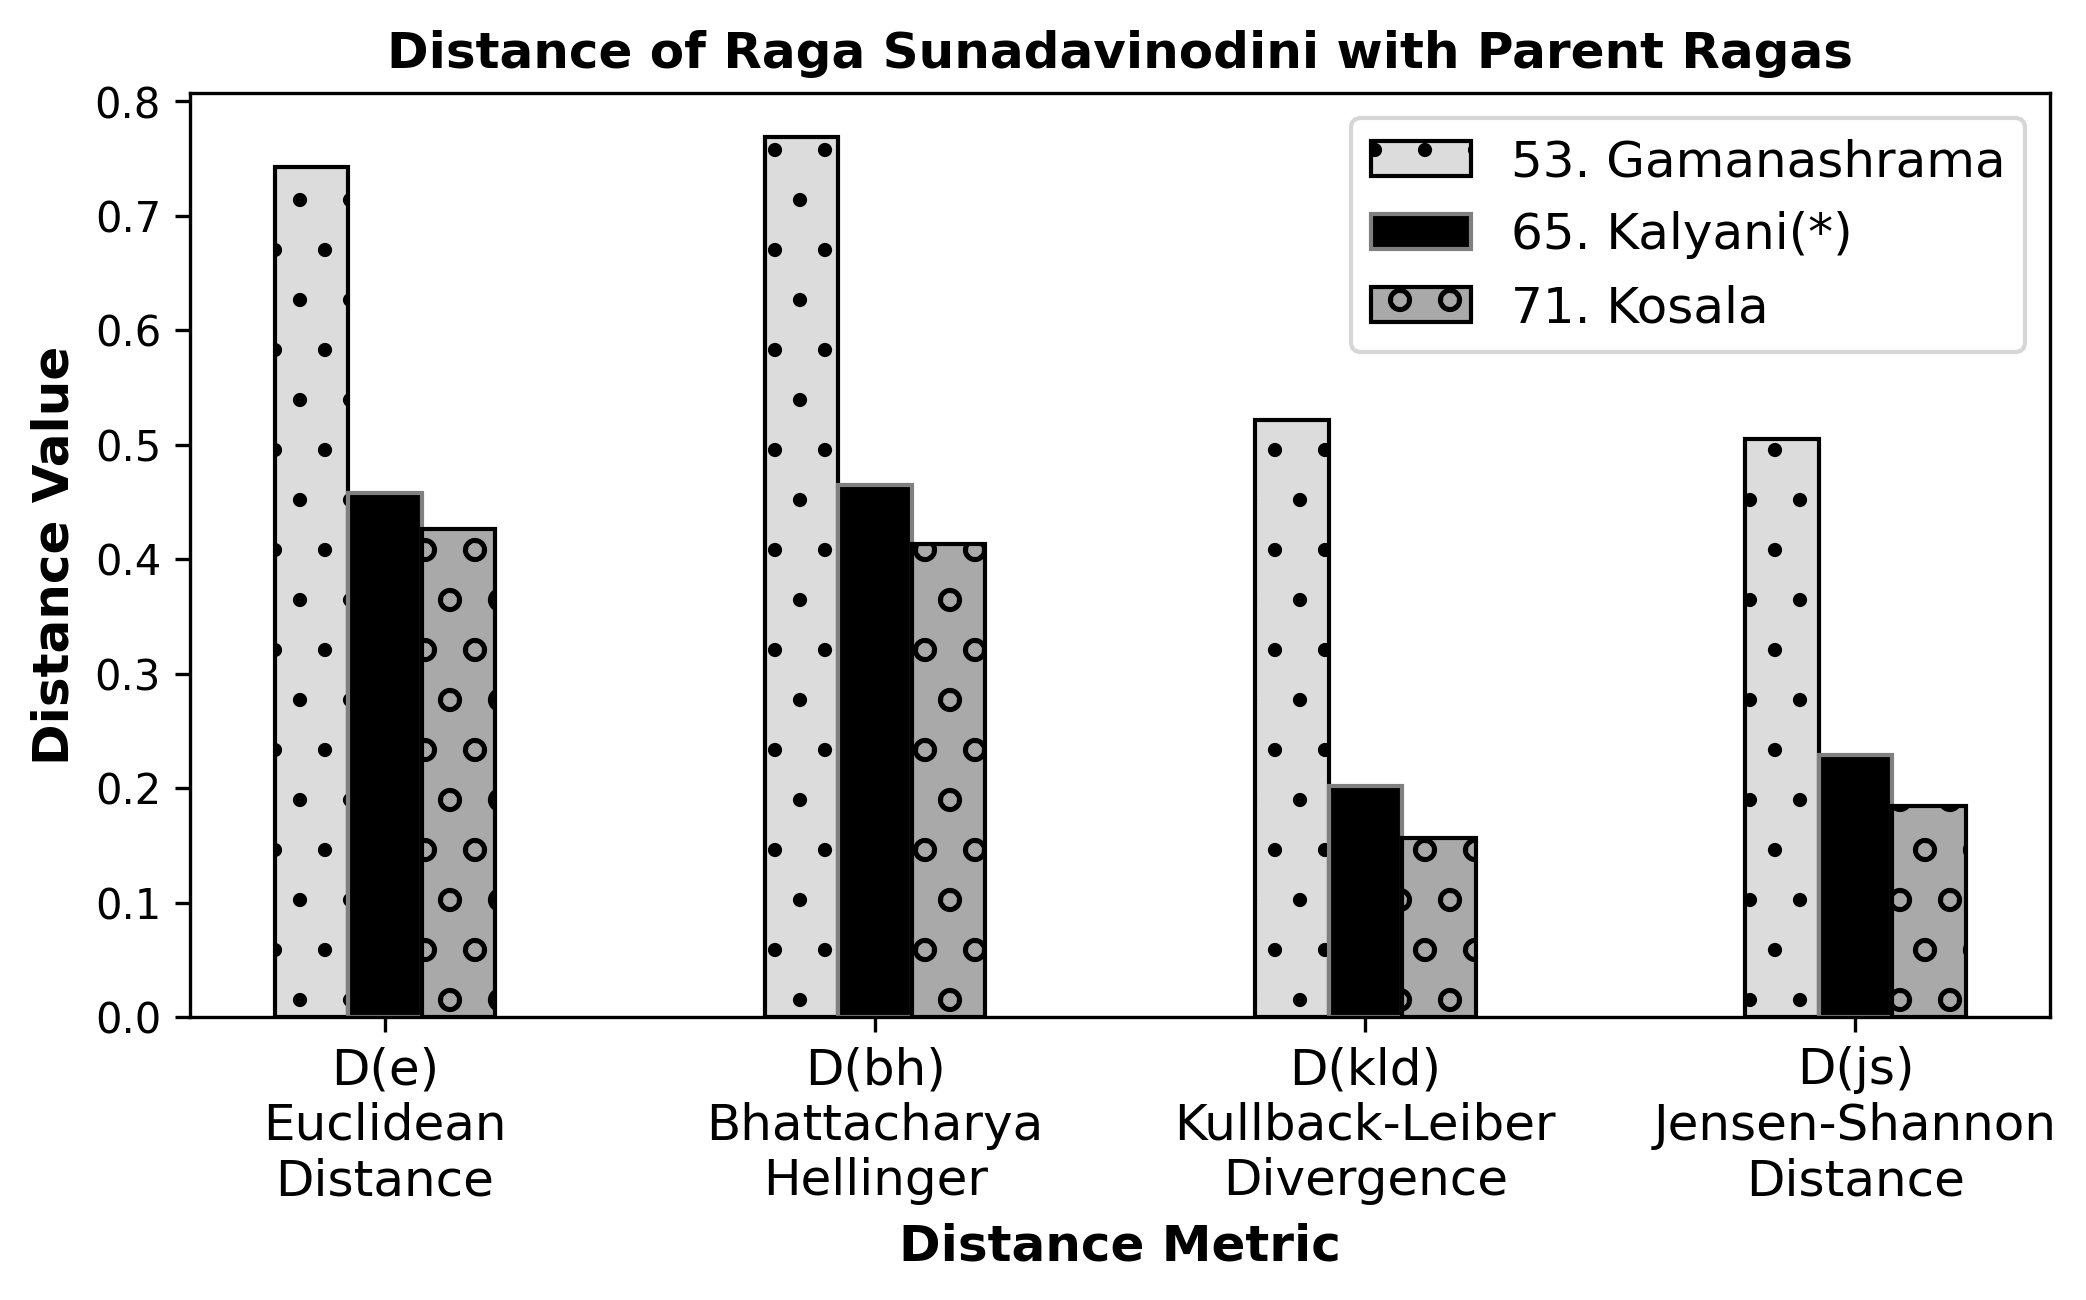 Distance of Raga Sunadavinodini with Parent Ragas
53. Gamanashrama
65. Kalyani(*)
71. Kosala
Distance Value
0.8
0.7
0.6
0.5
0.4
0.3
0.2
0.1
0.0
D(e)
Euclidean
Distance
D(bh)
Bhattacharya
Hellinger
D(kld)
Kullback-Leiber
Divergence
D(js)
Jensen-Shannon
Distance
Distance Metric